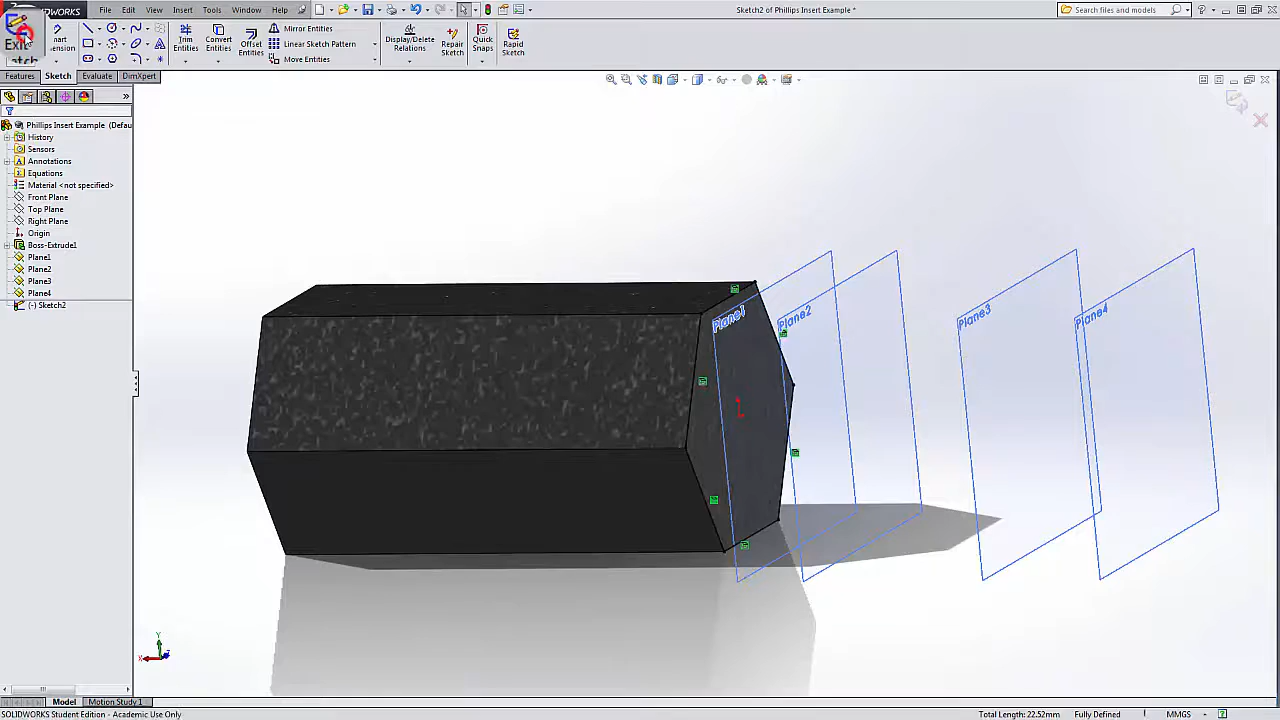 SOLIDWORKS File Edit View Insert Tools Window Help Sketch2 of Phillips Insert Example * Search files and models
Exit Sketch
Trim Entities Convert Entities Offset Entities Mirror Entities Linear Sketch Pattern Move Entities Display/Delete Relations Repair Sketch Quick Snaps Rapid Sketch
Features Sketch Evaluate DimXpert
Phillips Insert Example (Defau
History
Sensors
Annotations
Equations
Material <not specified>
Front Plane
Top Plane
Right Plane
Origin
Boss-Extrude1
Plane1
Plane2
Plane3
Plane4
(-) Sketch2
Plane1 Plane2 Plane3 Plane4
Y
X
Model Motion Study 1
SOLIDWORKS Student Edition - Academic Use Only Total Length: 22.52mm Fully Defined MMGS